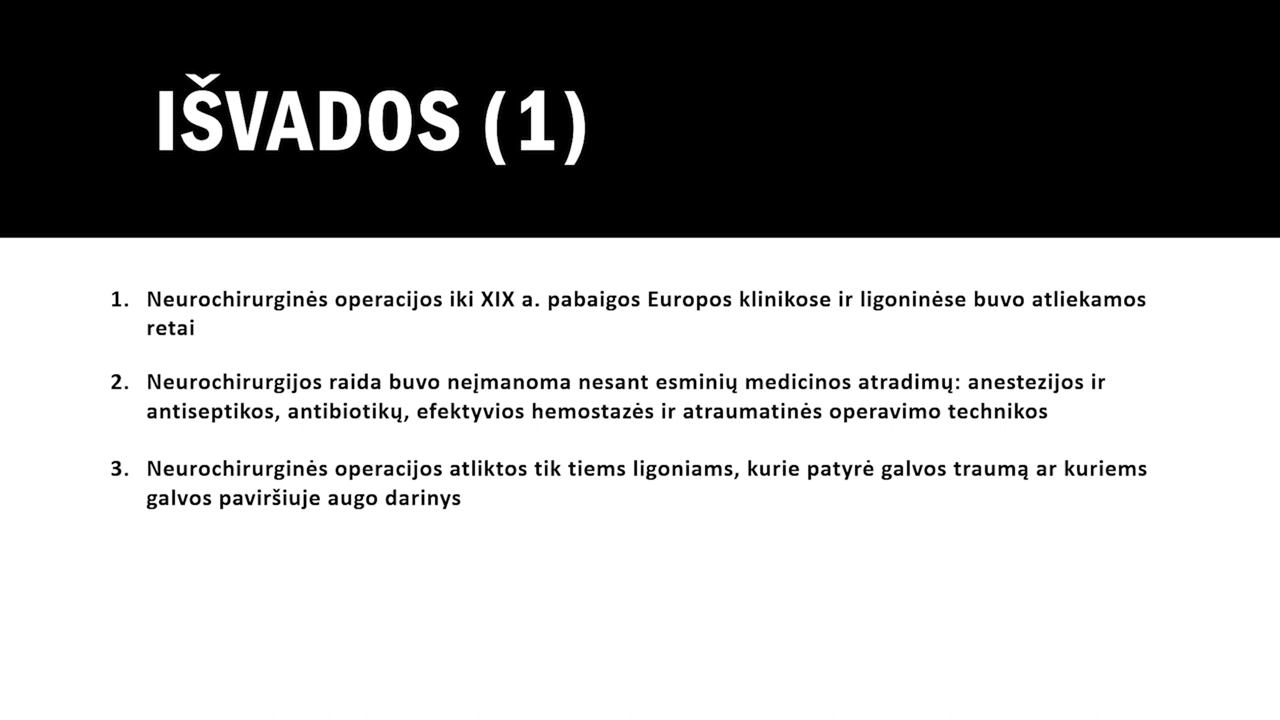 IŠVADOS (1)
1. Neurochirurginės operacijos iki XIX a. pabaigos Europos klinikose ir ligoninėse buvo atliekamos
retai
2. Neurochirurgijos raida buvo neįmanoma nesant esminių medicinos atradimų: anestezijos ir
antiseptikos, antibiotikų, efektyvios hemostazės ir atraumatinės operavimo technikos
3. Neurochirurginės operacijos atliktos tik tiems ligoniams, kurie patyrė galvos traumą ar kuriems
galvos paviršiuje augo darinys